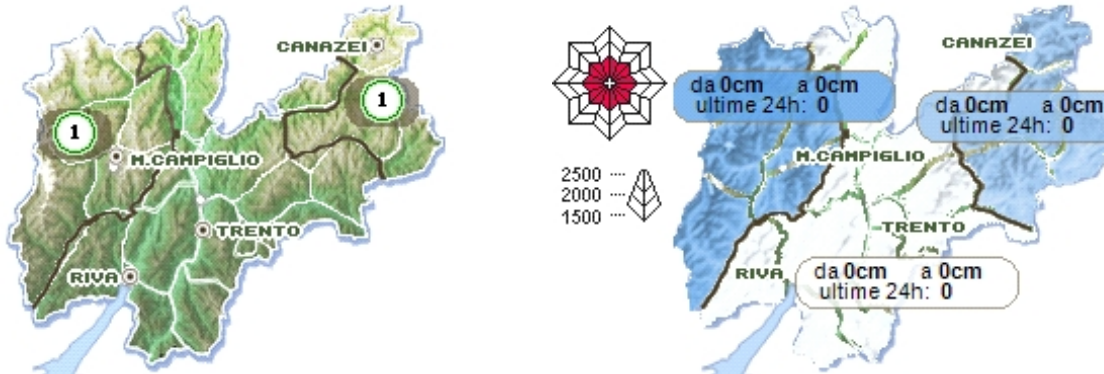 CANAZEI
1
1
M.CAMPIGLIO
TRENTO
RIVA
CANAZEI
da 0cm a 0cm
ultime 24h: 0
da 0cm a 0cm
ultime 24h: 0
M.CAMPIGLIO
2500
2000
1500
TRENTO
RIVA
da 0cm a 0cm
ultime 24h: 0